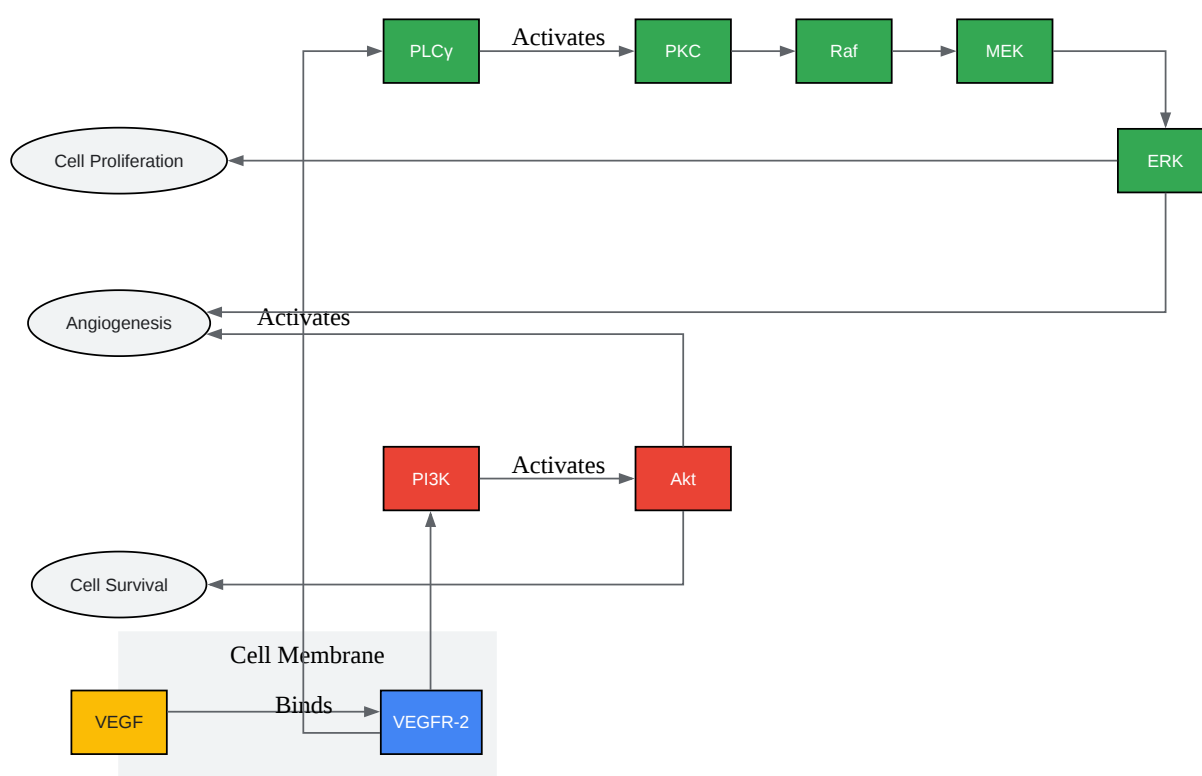 PLCγ
Activates
PKC
Raf
MEK
Cell Proliferation
ERK
Angiogenesis
Activates
PI3K
Activates
Akt
Cell Survival
Cell Membrane
VEGF
Binds
VEGFR-2